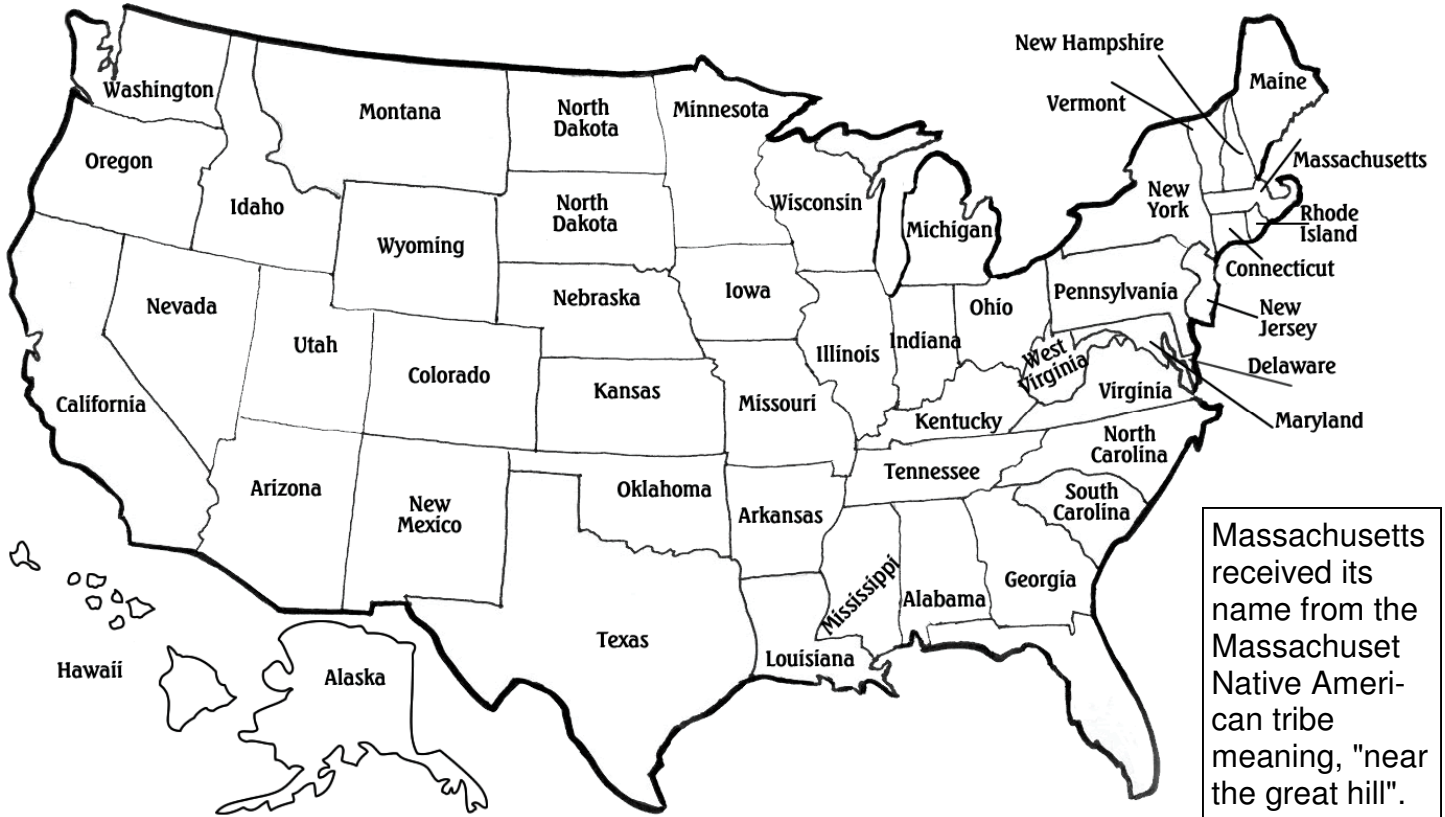 New Hampshire
Maine
Vermont
Washington
Montana
North
Dakota
Minnesota
Oregon
Massachusetts
Idaho
North
Dakota
Wisconsin
New
York
Rhode
Island
Wyoming
Michigan
Connecticut
Nevada
Nebraska
Iowa
Ohio
Pennsylvania
New
Jersey
Utah
Illinois
Indiana
West
Virginia
Delaware
Colorado
Kansas
Missouri
Virginia
California
Kentucky
Maryland
North
Carolina
Tennessee
Arizona
New
Mexico
Oklahoma
Arkansas
South
Carolina
Mississippi
Alabama
Georgia
Texas
Louisiana
Hawaii
Alaska
Massachusetts
received its
name from the
Massachuset
Native Ameri-
can tribe
meaning, "near
the great hill".